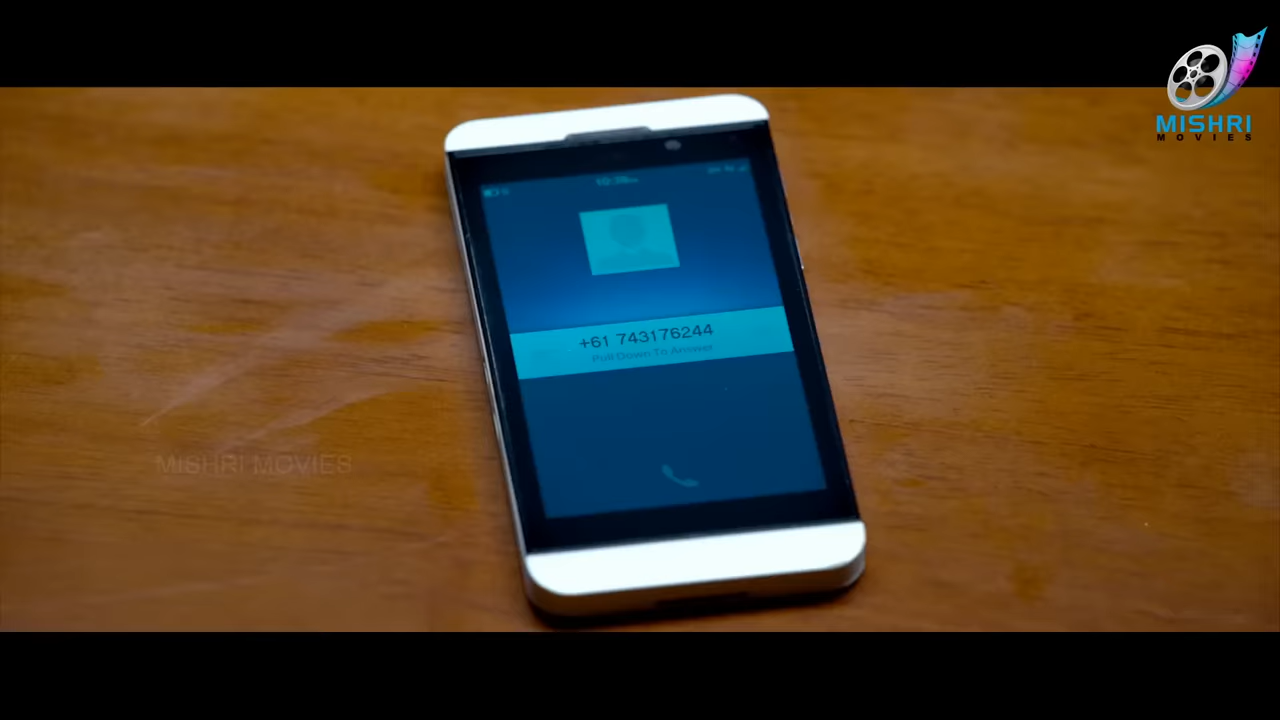 MISHRI
MOVIES
+61 743176244
Pull Down To Answer
MISHRI MOVIES